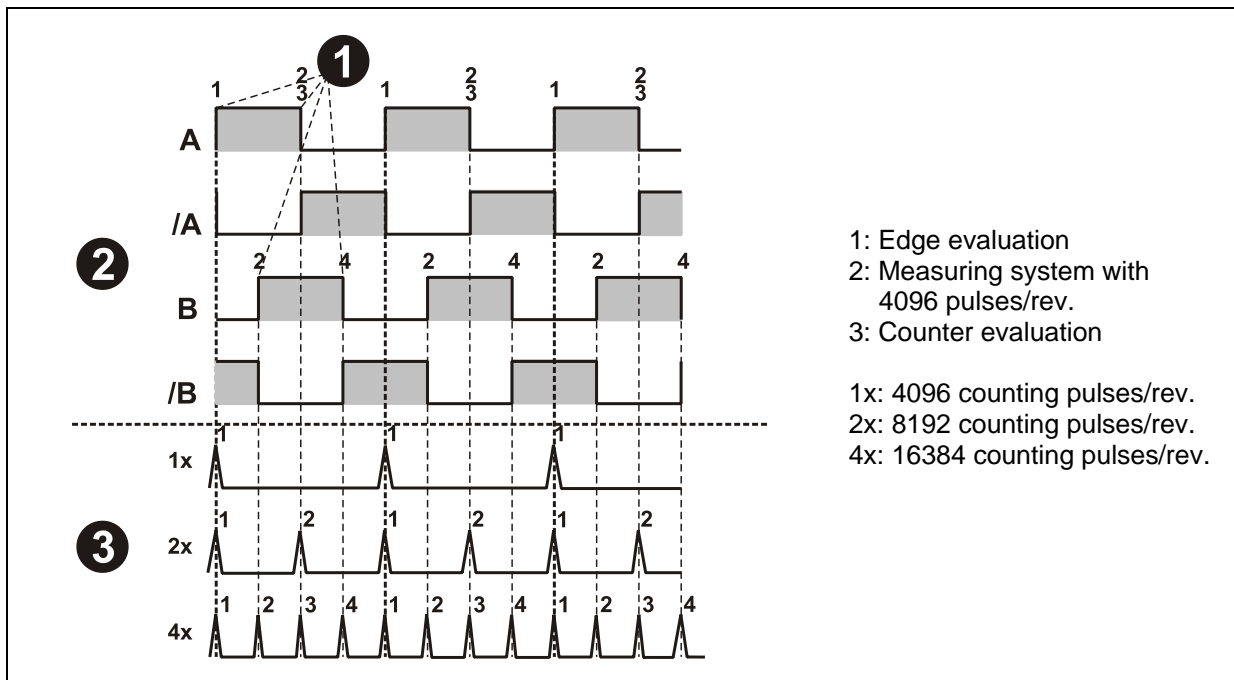 1
1 2 1 2 1 2
3 3 3
A
/A
2
2 4 2 4 2 4
B
/B
1 1 1
1x
3
1 2 1 2 1 2
2x
1 2 3 4 1 2 3 4 1 2 3 4
4x
1: Edge evaluation
2: Measuring system with
4096 pulses/rev.
3: Counter evaluation
1x: 4096 counting pulses/rev.
2x: 8192 counting pulses/rev.
4x: 16384 counting pulses/rev.